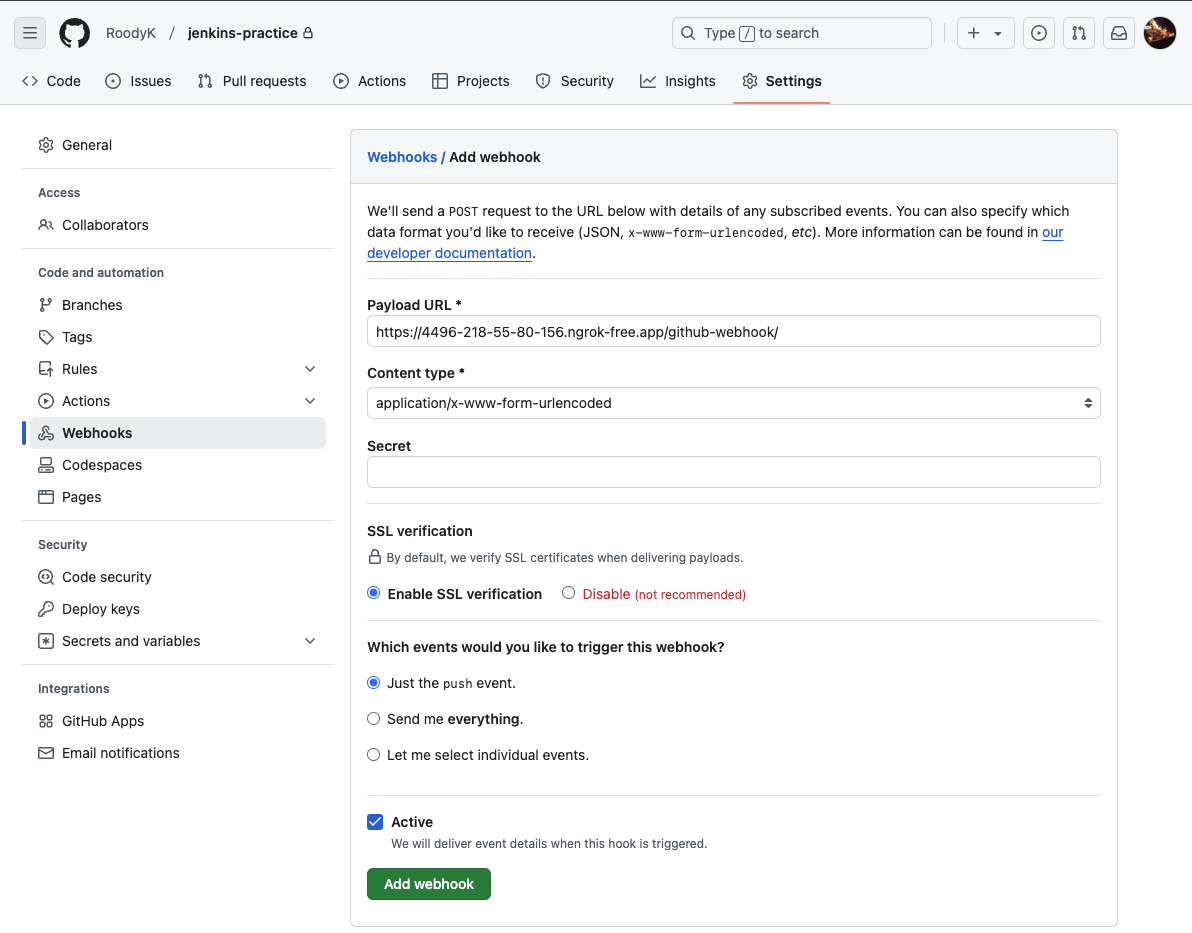 RoodyK / jenkins-practice
Type / to search
Code Issues Pull requests Actions Projects Security Insights Settings
General
Access
Collaborators
Code and automation
Branches
Tags
Rules
Actions
Webhooks
Codespaces
Pages
Security
Code security
Deploy keys
Secrets and variables
Integrations
GitHub Apps
Email notifications
Webhooks / Add webhook
We'll send a POST request to the URL below with details of any subscribed events. You can also specify which
data format you'd like to receive (JSON, x-www-form-urlencoded, etc). More information can be found in our
developer documentation.
Payload URL *
https://4496-218-55-80-156.ngrok-free.app/github-webhook/
Content type *
application/x-www-form-urlencoded
Secret
SSL verification
By default, we verify SSL certificates when delivering payloads.
Enable SSL verification Disable (not recommended)
Which events would you like to trigger this webhook?
Just the push event.
Send me everything.
Let me select individual events.
Active
We will deliver event details when this hook is triggered.
Add webhook